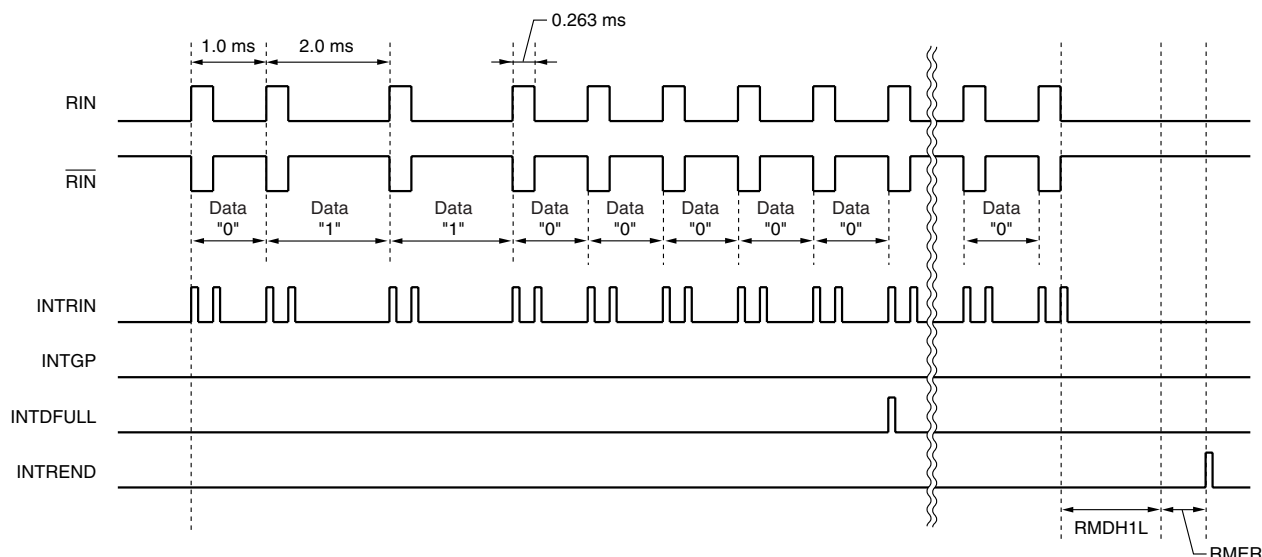 0.263 ms
1.0 ms
2.0 ms
RIN
RIN
Data "0"
Data "1"
Data "1"
Data "0"
Data "0"
Data "0"
Data "0"
Data "0"
Data "0"
INTRIN
INTGP
INTDFULL
INTREND
RMDH1L
RMER